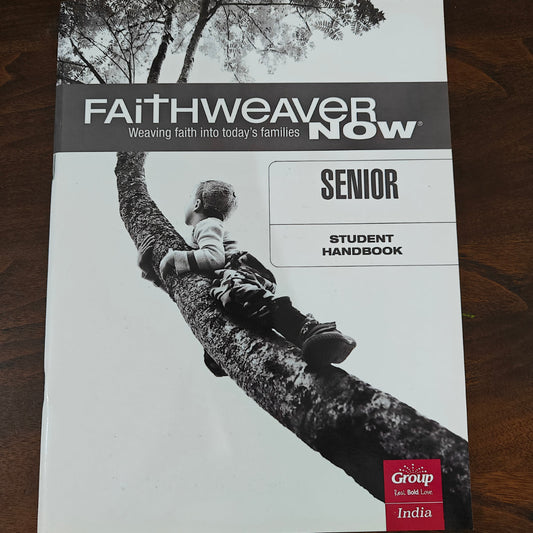 FAiTHWEAVER
NOW®
Weaving faith into today's families
SENIOR
STUDENT
HANDBOOK
Group
Real. Bold. Love.
India